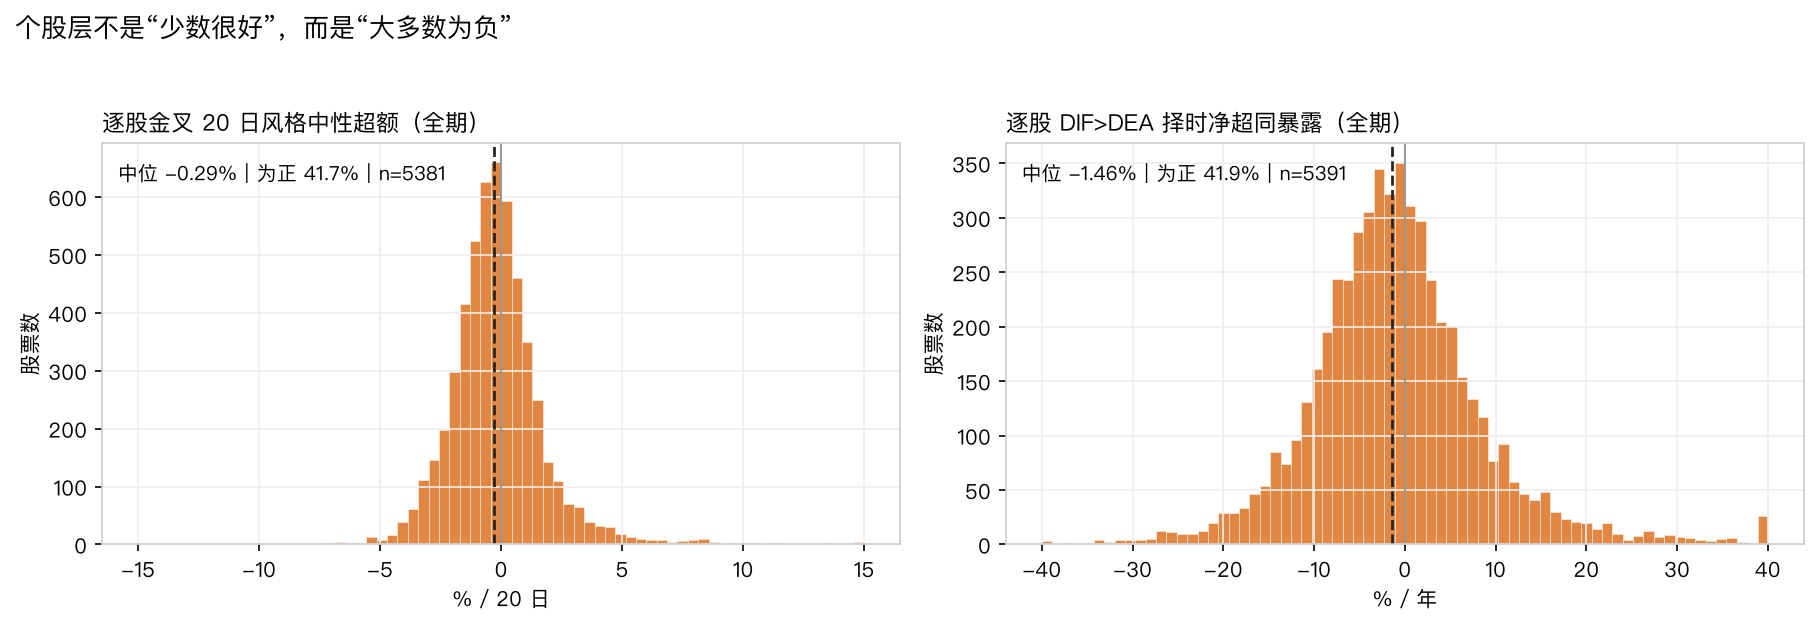 个股层不是“少数很好”，而是“大多数为负”
逐股金叉 20 日风格中性超额（全期）
中位 −0.29%｜为正 41.7%｜n=5381
股票数
600
500
400
300
200
100
0
−15 −10 −5 0 5 10 15
% / 20 日
逐股 DIF>DEA 择时净超同暴露（全期）
中位 −1.46%｜为正 41.9%｜n=5391
股票数
350
300
250
200
150
100
50
0
−40 −30 −20 −10 0 10 20 30 40
% / 年